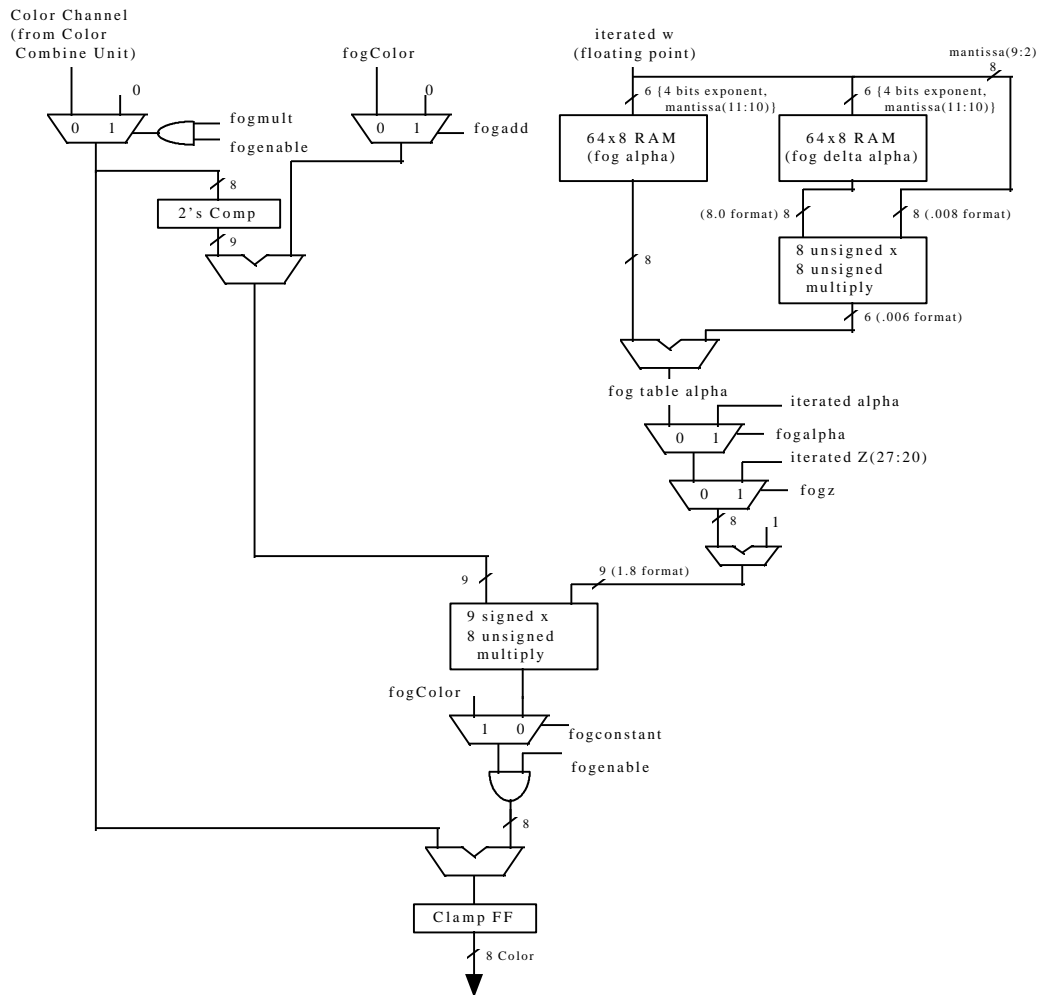 Color Channel
(from Color
Combine Unit)
fogColor
iterated w
(floating point)
mantissa(9:2)
8
0
0
6 {4 bits exponent,
mantissa(11:10)}
6 {4 bits exponent,
mantissa(11:10)}
0 1
fogmult
fogenable
0 1
fogadd
64x8 RAM
(fog alpha)
64x8 RAM
(fog delta alpha)
8
2's Comp
9
(8.0 format) 8
8 (.008 format)
8
8 unsigned x
8 unsigned
multiply
6 (.006 format)
fog table alpha
iterated alpha
0 1
fogalpha
iterated Z(27:20)
0 1
fogz
8
1
9
9 (1.8 format)
9 signed x
8 unsigned
multiply
fogColor
1 0
fogconstant
fogenable
8
Clamp FF
8 Color